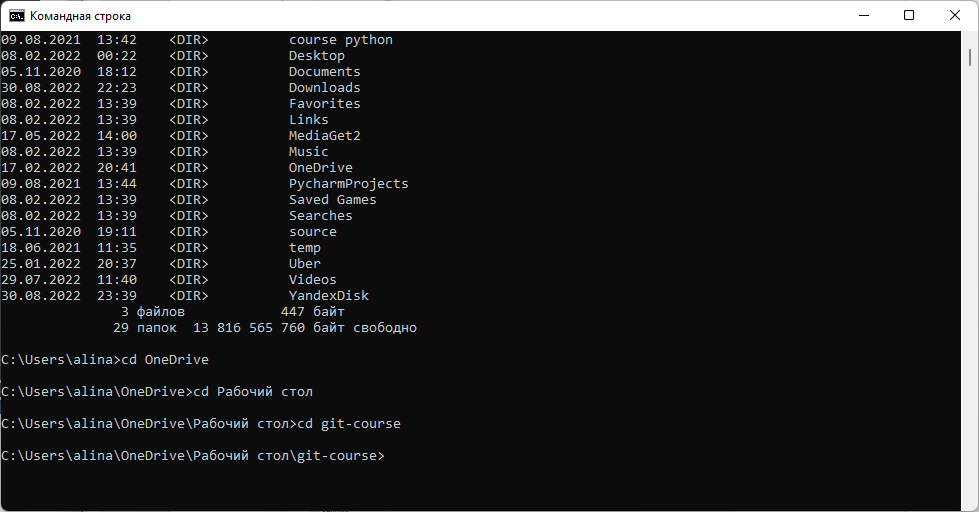 Командная строка
09.08.2021  13:42    <DIR>          course python
08.02.2022  00:22    <DIR>          Desktop
05.11.2020  18:12    <DIR>          Documents
30.08.2022  22:23    <DIR>          Downloads
08.02.2022  13:39    <DIR>          Favorites
08.02.2022  13:39    <DIR>          Links
17.05.2022  14:00    <DIR>          MediaGet2
08.02.2022  13:39    <DIR>          Music
17.02.2022  20:41    <DIR>          OneDrive
09.08.2021  13:44    <DIR>          PycharmProjects
08.02.2022  13:39    <DIR>          Saved Games
08.02.2022  13:39    <DIR>          Searches
05.11.2020  19:11    <DIR>          source
18.06.2021  11:35    <DIR>          temp
25.01.2022  20:37    <DIR>          Uber
29.07.2022  11:40    <DIR>          Videos
30.08.2022  23:39    <DIR>          YandexDisk
               3 файлов            447 байт
              29 папок  13 816 565 760 байт свободно
C:\Users\alina>cd OneDrive
C:\Users\alina\OneDrive>cd Рабочий стол
C:\Users\alina\OneDrive\Рабочий стол>cd git-course
C:\Users\alina\OneDrive\Рабочий стол\git-course>